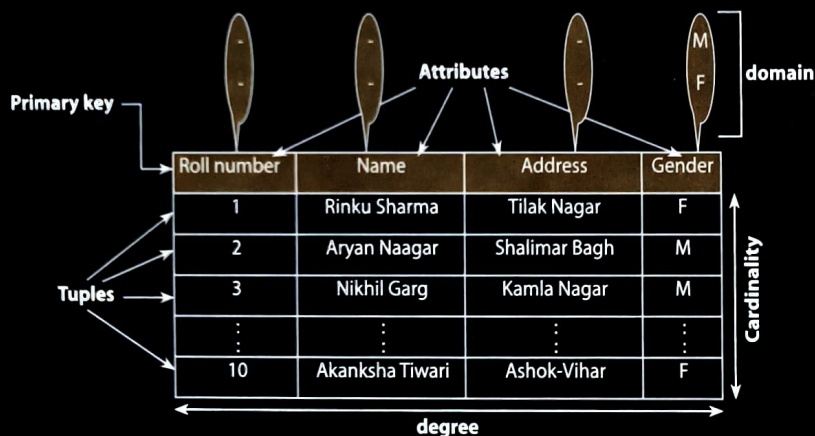 M
F
domain
Attributes
Primary key
Roll number Name Address Gender
1 Rinku Sharma Tilak Nagar F
2 Aryan Naagar Shalimar Bagh M
3 Nikhil Garg Kamla Nagar M
Tuples
10 Akanksha Tiwari Ashok-Vihar F
Cardinality
degree